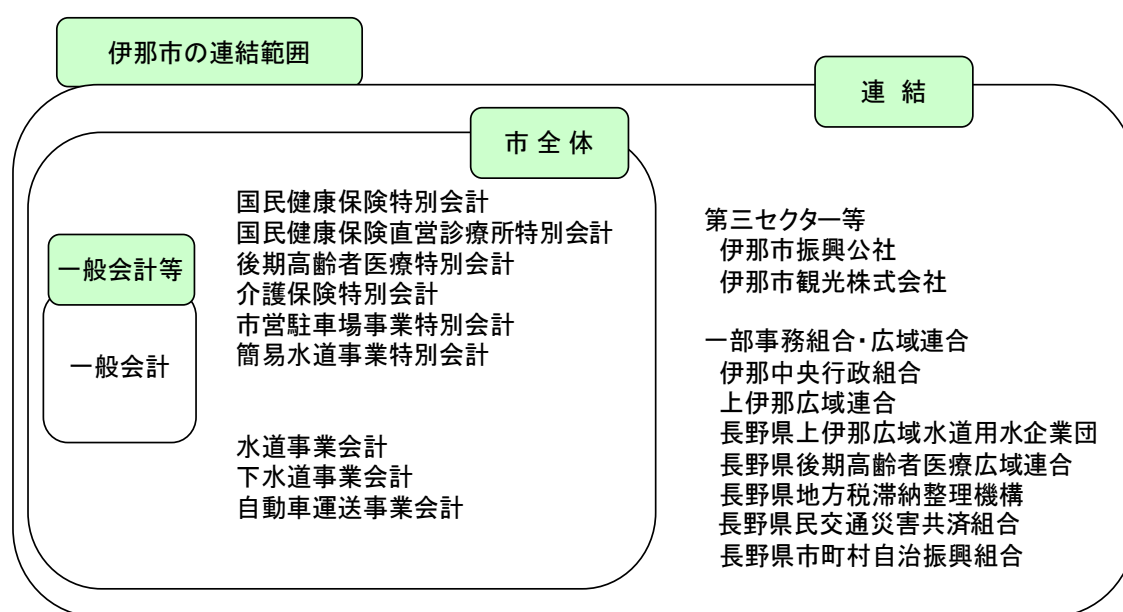 伊那市の連結範囲
連 結
市 全 体
一般会計等
一般会計
国民健康保険特別会計
国民健康保険直営診療所特別会計
後期高齢者医療特別会計
介護保険特別会計
市営駐車場事業特別会計
簡易水道事業特別会計
水道事業会計
下水道事業会計
自動車運送事業会計
第三セクター等
伊那市振興公社
伊那市観光株式会社
一部事務組合・広域連合
伊那中央行政組合
上伊那広域連合
長野県上伊那広域水道用水企業団
長野県後期高齢者医療広域連合
長野県地方税滞納整理機構
長野県民交通災害共済組合
長野県市町村自治振興組合